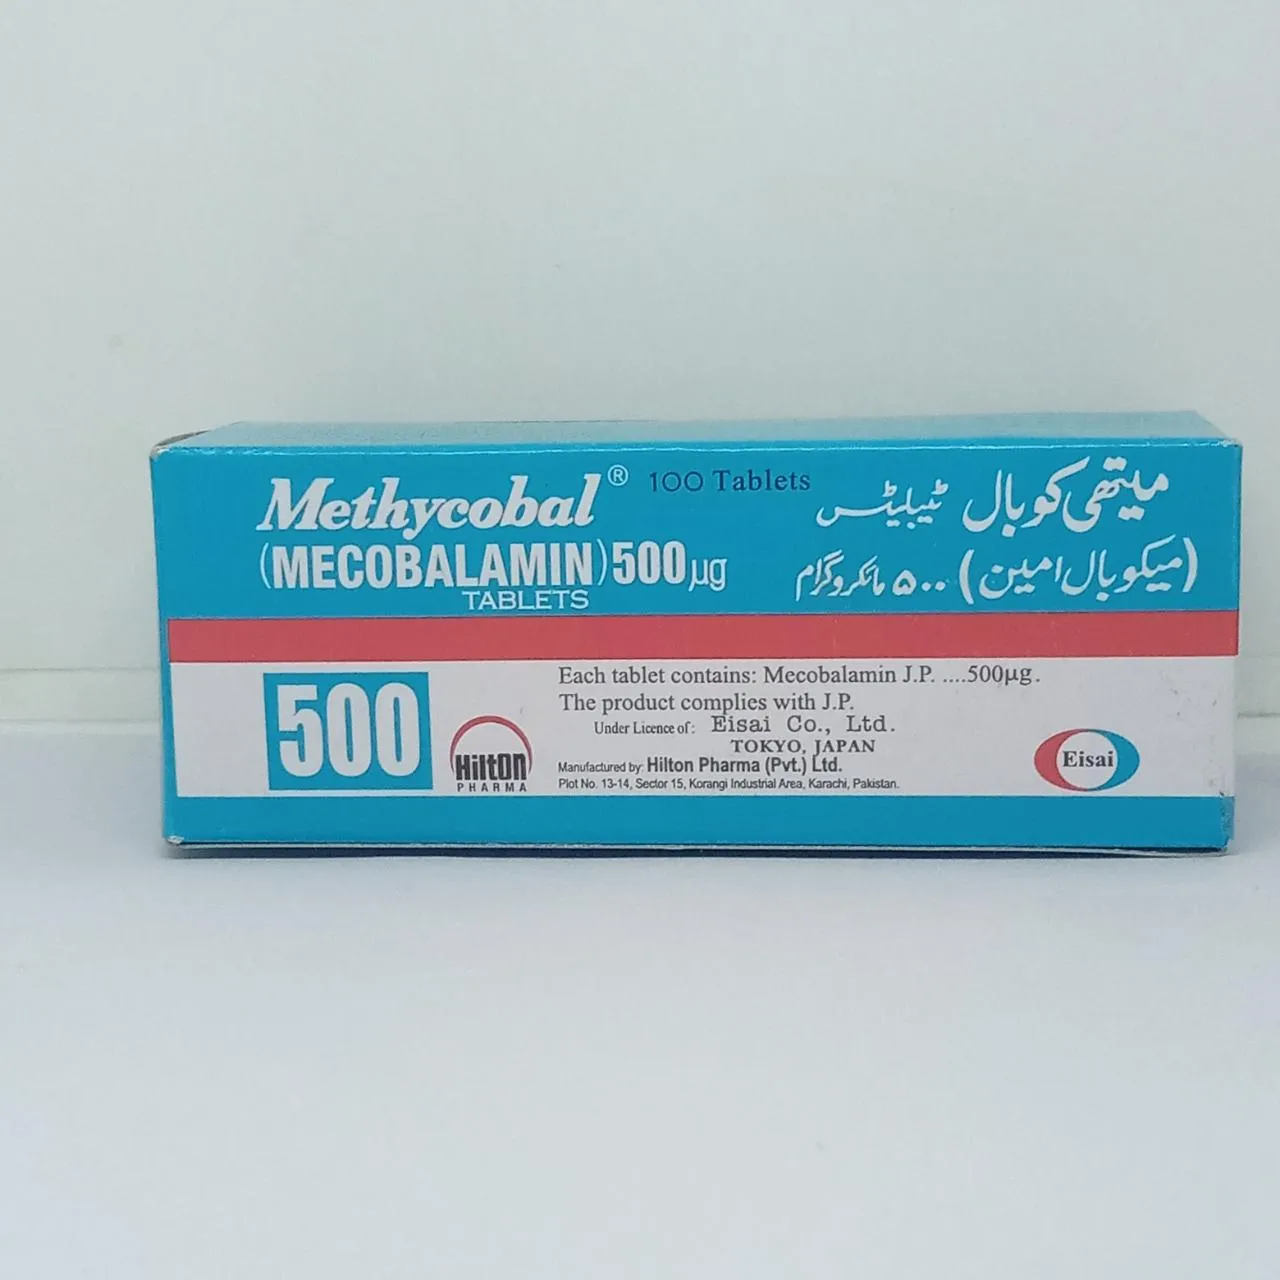 Methycobal® 100 Tablets
(MECOBALAMIN) 500µg
TABLETS
میتھی کوبال ٹیبلیٹس
(میکوبال امین) ۵۰۰ مائکروگرام
500
HiltOn
PHARMA
Each tablet contains: Mecobalamin J.P. ....500µg.
The product complies with J.P.
Under Licence of: Eisai Co., Ltd.
TOKYO, JAPAN
Manufactured by: Hilton Pharma (Pvt.) Ltd.
Plot No. 13-14, Sector 15, Korangi Industrial Area, Karachi, Pakistan.
Eisai